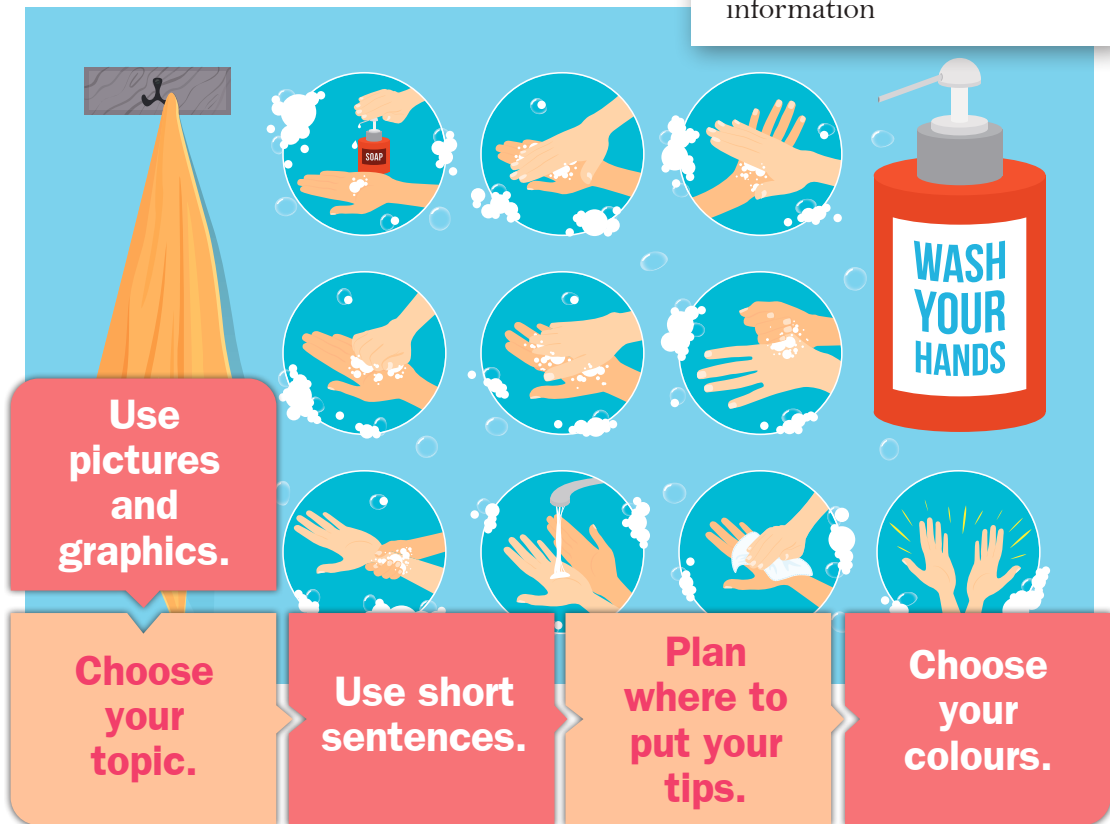 information
SOAP
WASH
YOUR
HANDS
Use
pictures
and
graphics.
Choose
your
topic.
Use short
sentences.
Plan
where to
put your
tips.
Choose
your
colours.